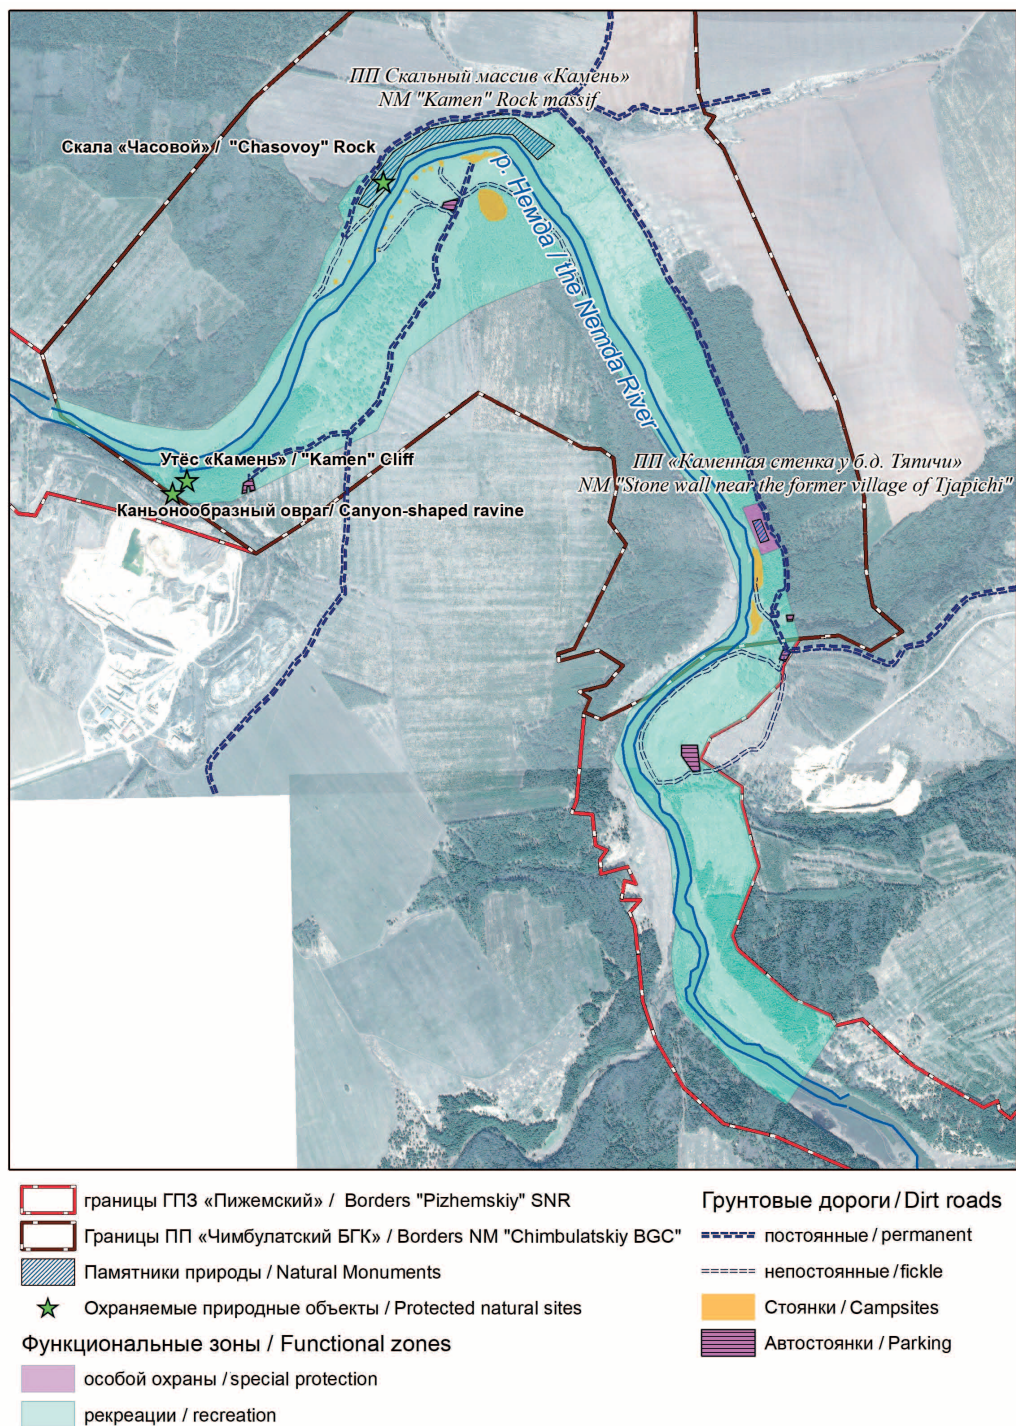 ПП Скальный массив «Камень»
NM "Kamen" Rock massif
Скала «Часовой» / "Chasovoy" Rock
р. Немда / the Nemda River
Утёс «Камень» / "Kamen" Cliff
Каньонообразный овраг/ Canyon-shaped ravine
ПП «Каменная стенка у б.д. Тяпичи»
NM "Stone wall near the former village of Tjapichi"
границы ГПЗ «Пижемский» / Borders "Pizhemskiy" SNR
Границы ПП «Чимбулатский БГК» / Borders NM "Chimbulatskiy BGC"
Памятники природы / Natural Monuments
Охраняемые природные объекты / Protected natural sites
Функциональные зоны / Functional zones
особой охраны / special protection
рекреации / recreation
Грунтовые дороги / Dirt roads
постоянные / permanent
непостоянные / fickle
Стоянки / Campsites
Автостоянки / Parking